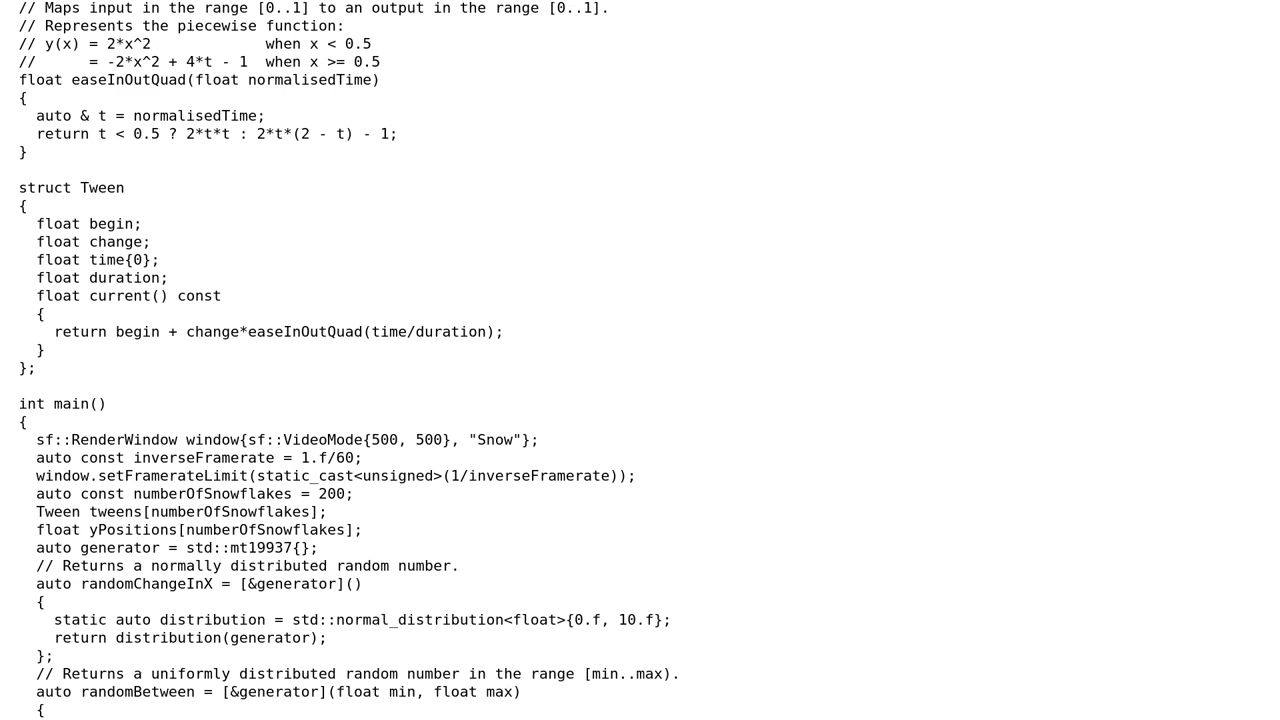 // Maps input in the range [0..1] to an output in the range [0..1].
// Represents the piecewise function:
// y(x) = 2*x^2             when x < 0.5
//      = -2*x^2 + 4*t - 1  when x >= 0.5
float easeInOutQuad(float normalisedTime)
{
  auto & t = normalisedTime;
  return t < 0.5 ? 2*t*t : 2*t*(2 - t) - 1;
}

struct Tween
{
  float begin;
  float change;
  float time{0};
  float duration;
  float current() const
  {
    return begin + change*easeInOutQuad(time/duration);
  }
};

int main()
{
  sf::RenderWindow window{sf::VideoMode{500, 500}, "Snow"};
  auto const inverseFramerate = 1.f/60;
  window.setFramerateLimit(static_cast<unsigned>(1/inverseFramerate));
  auto const numberOfSnowflakes = 200;
  Tween tweens[numberOfSnowflakes];
  float yPositions[numberOfSnowflakes];
  auto generator = std::mt19937{};
  // Returns a normally distributed random number.
  auto randomChangeInX = [&generator]()
  {
    static auto distribution = std::normal_distribution<float>{0.f, 10.f};
    return distribution(generator);
  };
  // Returns a uniformly distributed random number in the range [min..max).
  auto randomBetween = [&generator](float min, float max)
  {